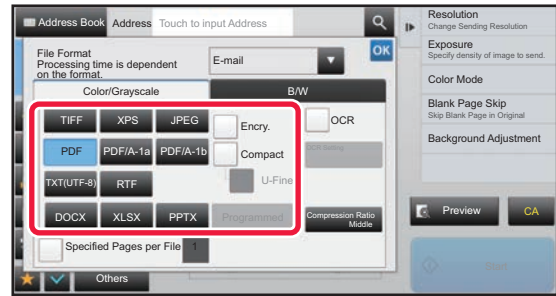 Address Book
Address
Touch to input Address
File Format
Processing time is dependent
on the format.
E-mail
OK
Color/Grayscale
B/W
TIFF
XPS
JPEG
Encry.
OCR
PDF
PDF/A-1a
PDF/A-1b
Compact
OCR Setting
TXT(UTF-8)
RTF
U-Fine
DOCX
XLSX
PPTX
Programmed
Compression Ratio
Middle
Specified Pages per File
1
Others
Resolution
Change Sending Resolution
Exposure
Specify density of image to send.
Color Mode
Blank Page Skip
Skip Blank Page in Original
Background Adjustment
Preview
CA
Start